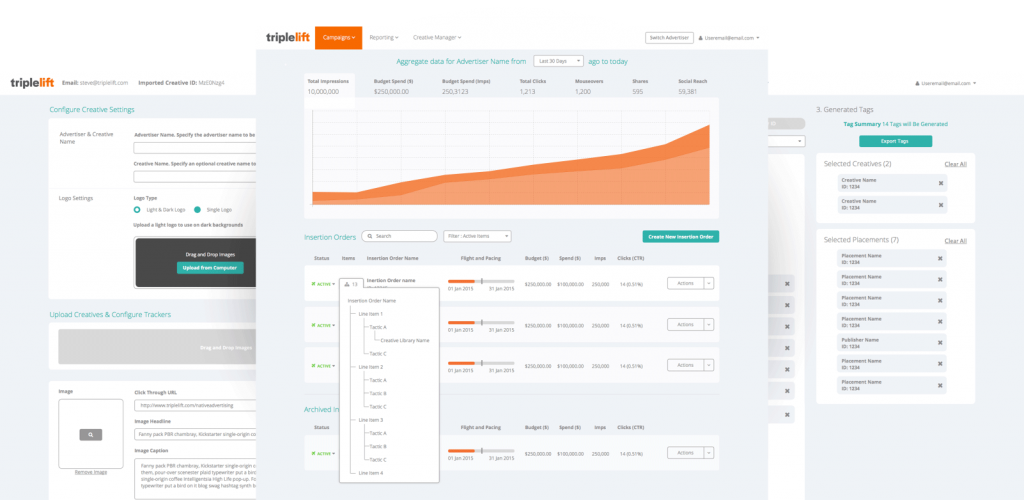 triplelift
Email: steve@triplelift.com
Imported Creative ID: MzE0Nzg4
Configure Creative Settings
Advertiser & Creative
Name
Advertiser Name. Specify the advertiser name to be
Creative Name. Specify an optional creative name to
Logo Settings
Logo Type
Light & Dark Logo
Single Logo
Upload a light logo to use on dark backgrounds
Drag and Drop Images
Upload from Computer
Upload Creatives & Configure Trackers
Drag and Drop Images
Image
Remove Image
Click Through URL
http://www.triplelift.com/nativeadvertising
Image Headline
Fanny pack PBR chambray, Kickstarter single-origin c
Image Caption
Fanny pack PBR chambray, Kickstarter single-origin
them, pour-over scenester plaid typewriter put a bird
single-origin coffee Intelligentsia High Life pop-up. Fa
typewriter put a bird on it blog swag hashtag synth b
triplelift
Campaigns
Reporting
Creative Manager
Switch Advertiser
Useremail@email.com
Aggregate data for Advertiser Name from
Last 30 Days
ago to today
Total Impressions
10,000,000
Budget Spend ($)
$250,000.00
Budget Spend (Imps)
250,3123
Total Clicks
1,213
Mouseovers
1,200
Shares
595
Social Reach
59,381
Insertion Orders
Search
Filter : Active Items
Create New Insertion Order
Status Name Insertion Order Name Flight and Pacing Budget ($) Spend ($) Imps Clicks (CTR)
ACTIVE 13 Inertion Order name 01 Jan 2015 31 Jan 2015 $250,000.00 $100,000.00 250,000 14 (0.51%) Actions
ACTIVE 01 Jan 2015 31 Jan 2015 $250,000.00 $100,000.00 250,000 14 (0.51%) Actions
ACTIVE 01 Jan 2015 31 Jan 2015 $250,000.00 $100,000.00 250,000 14 (0.51%) Actions
Insertion Order Name
Line Item 1
Tactic A
Creative Library Name
Tactic C
Line Item 2
Tactic A
Tactic B
Tactic C
Line Item 3
Tactic A
Tactic B
Tactic C
Line Item 4
Archived In
Status Flight and Pacing Budget ($) Spend ($) Imps Clicks (CTR)
ACTIVE 01 Jan 2015 31 Jan 2015 $250,000.00 $100,000.00 250,000 14 (0.51%) Actions
Useremail@email.com
3. Generated Tags
Tag Summary 14 Tags will Be Generated
Export Tags
Selected Creatives (2)
Clear All
Creative Name
ID: 1234
Creative Name
ID: 1234
Selected Placements (7)
Clear All
Placement Name
ID: 1234
Placement Name
ID: 1234
Placement Name
ID: 1234
Placement Name
ID: 1234
Publisher Name
ID: 1234
Placement Name
ID: 1234
Placement Name
ID: 1234